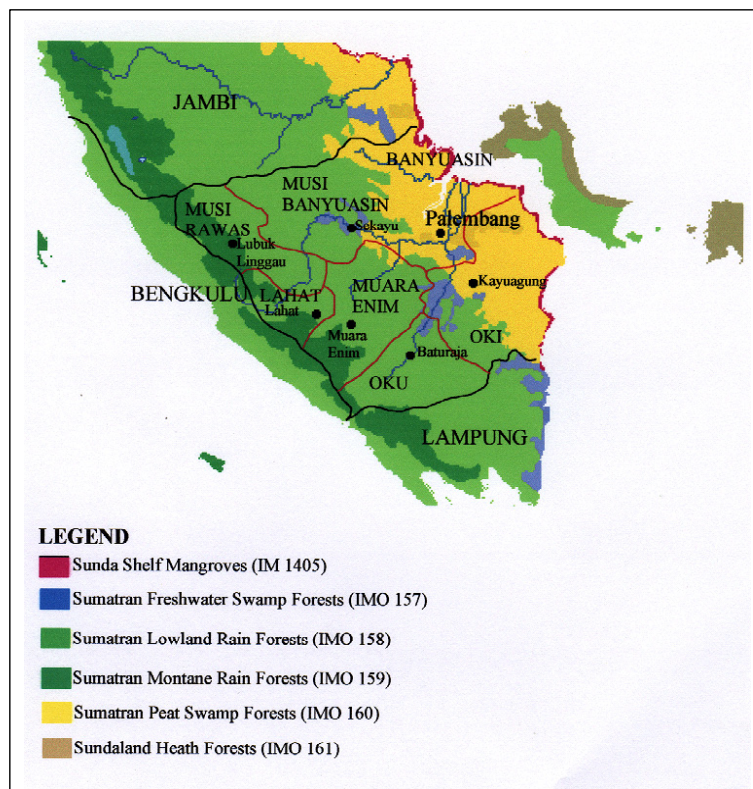 JAMBI
BANYUASIN
MUSI
BANYUASIN
MUSI
RAWAS
Sekayu
Palembang
Lubuk
Linggau
BENGKULU
LAHAT
Lahat
MUARA
ENIM
Kayuagung
Muara
Enim
OKI
Baturaja
OKU
LAMPUNG
LEGEND
Sunda Shelf Mangroves (IM 1405)
Sumatran Freshwater Swamp Forests (IMO 157)
Sumatran Lowland Rain Forests (IMO 158)
Sumatran Montane Rain Forests (IMO 159)
Sumatran Peat Swamp Forests (IMO 160)
Sundaland Heath Forests (IMO 161)